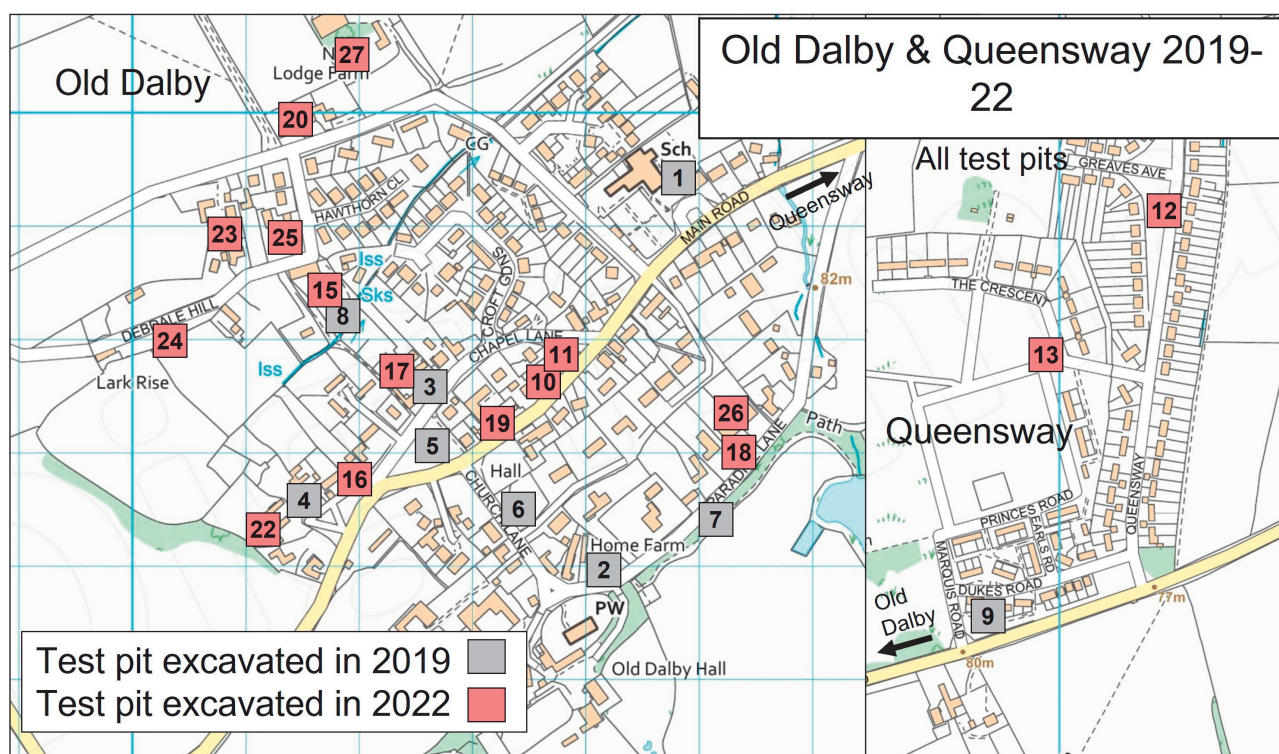 Old Dalby & Queensway 2019-
22
All test pits
Old Dalby
27
Lodge Farm
20
CG
Sch
1
HAWTHORN CL
MAIN ROAD
Queensway
23
25
Iss
15
Sks
8
82m
CROFT GDNS
DEBDALE HILL
24
CHAPEL LANE
11
Iss
Lark Rise
17
3
10
26
19
Path
5
18
16
Hall
PARADISE LANE
4
CHURCH LANE
6
22
7
Home Farm
2
PW
Old Dalby Hall
Test pit excavated in 2019
Test pit excavated in 2022
GREAVES AVE
12
THE CRESCENT
13
Queensway
QUEENSWAY
PRINCES ROAD
EARLS RD
MARQUIS ROAD
DUKES ROAD
77m
Old
Dalby
9
80m